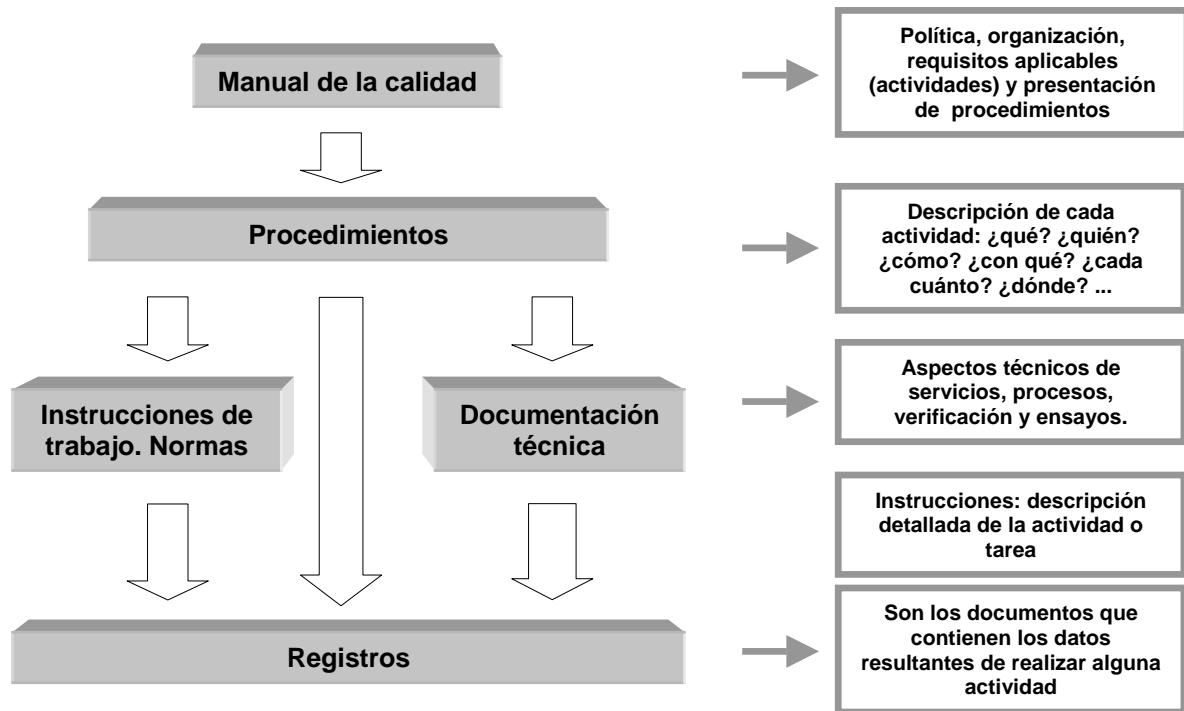 Manual de la calidad
Política, organización,
requisitos aplicables
(actividades) y presentación
de procedimientos
Procedimientos
Descripción de cada
actividad: ¿qué? ¿quién?
¿cómo? ¿con qué? ¿cada
cuánto? ¿dónde? ...
Instrucciones de
trabajo. Normas
Documentación
técnica
Aspectos técnicos de
servicios, procesos,
verificación y ensayos.
Instrucciones: descripción
detallada de la actividad o
tarea
Registros
Son los documentos que
contienen los datos
resultantes de realizar alguna
actividad